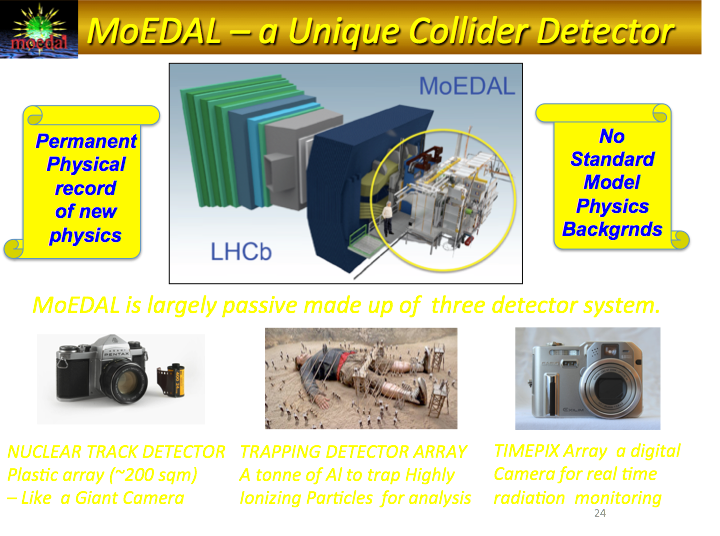 moedal
MoEDAL – a Unique Collider Detector
Permanent
Physical
record
of new
physics
MoEDAL
LHCb
No
Standard
Model
Physics
Backgrnds
MoEDAL is largely passive made up of three detector system.
PENTAX
NUCLEAR TRACK DETECTOR
Plastic array (~200 sqm)
– Like a Giant Camera
TRAPPING DETECTOR ARRAY
A tonne of Al to trap Highly
Ionizing Particles for analysis
TIMEPIX Array a digital
Camera for real time
radiation monitoring
24